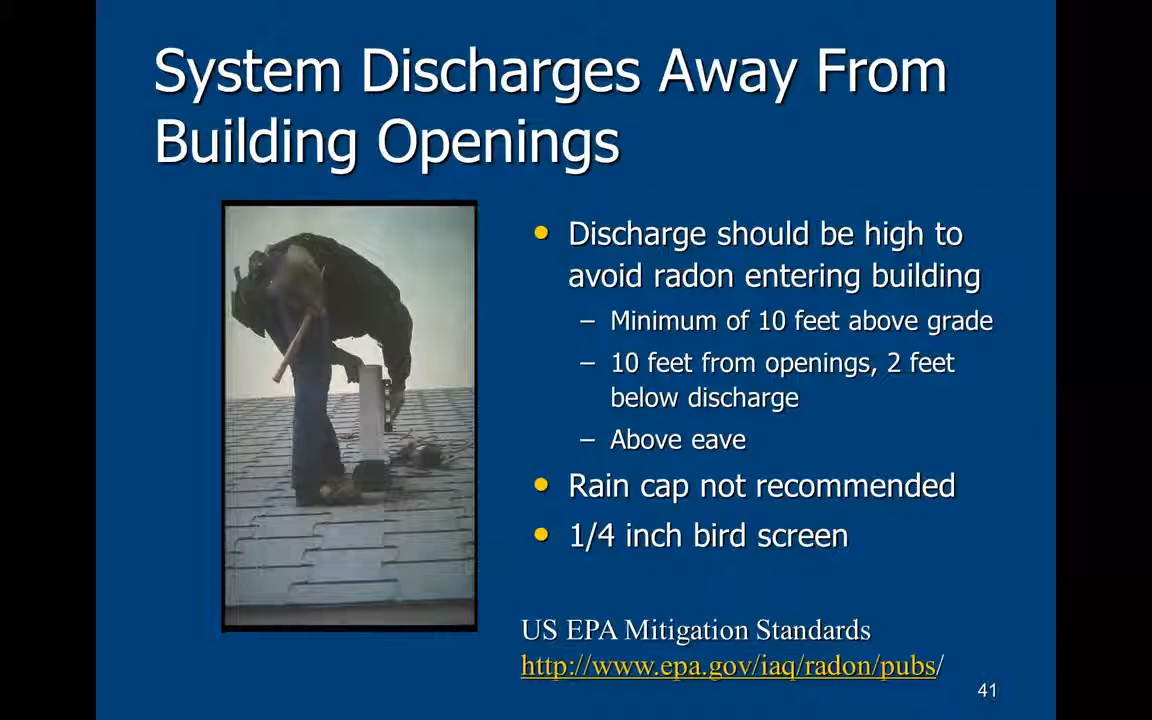 System Discharges Away From
Building Openings
• Discharge should be high to
avoid radon entering building
– Minimum of 10 feet above grade
– 10 feet from openings, 2 feet
below discharge
– Above eave
• Rain cap not recommended
• 1/4 inch bird screen
US EPA Mitigation Standards
http://www.epa.gov/iaq/radon/pubs/
41